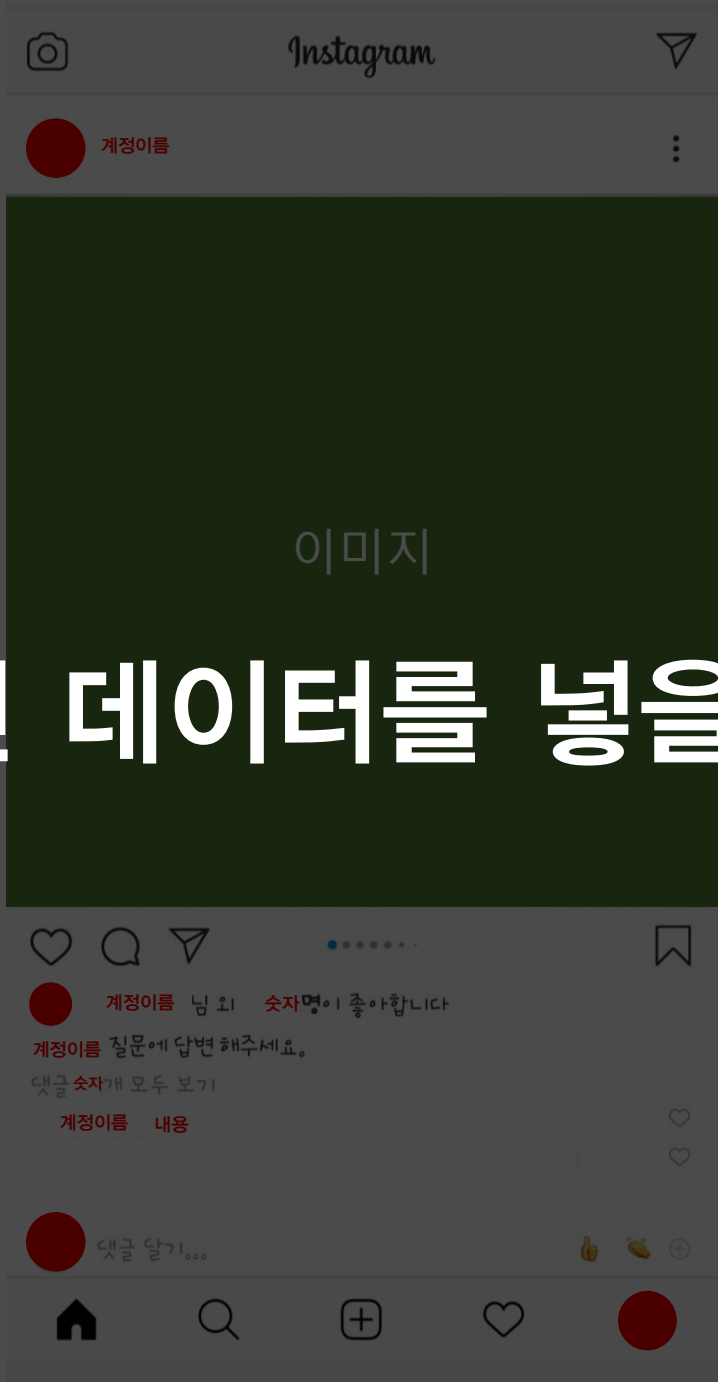 Instagram
계정이름
이미지
데이터를 넣을
계정이름 님 외 숫자명이 좋아합니다
계정이름 질문에 답변 해주세요.
댓글 숫자개 모두 보기
계정이름 내용
댓글 달기...